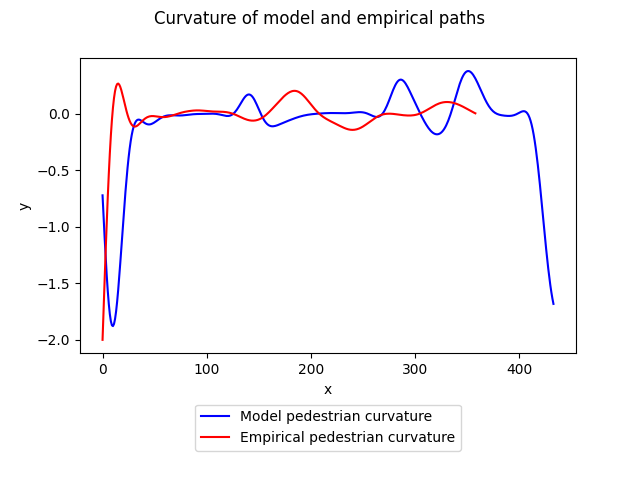 Curvature of model and empirical paths
0.0
−0.5
−1.0
−1.5
−2.0
y
0 100 200 300 400
x
Model pedestrian curvature
Empirical pedestrian curvature